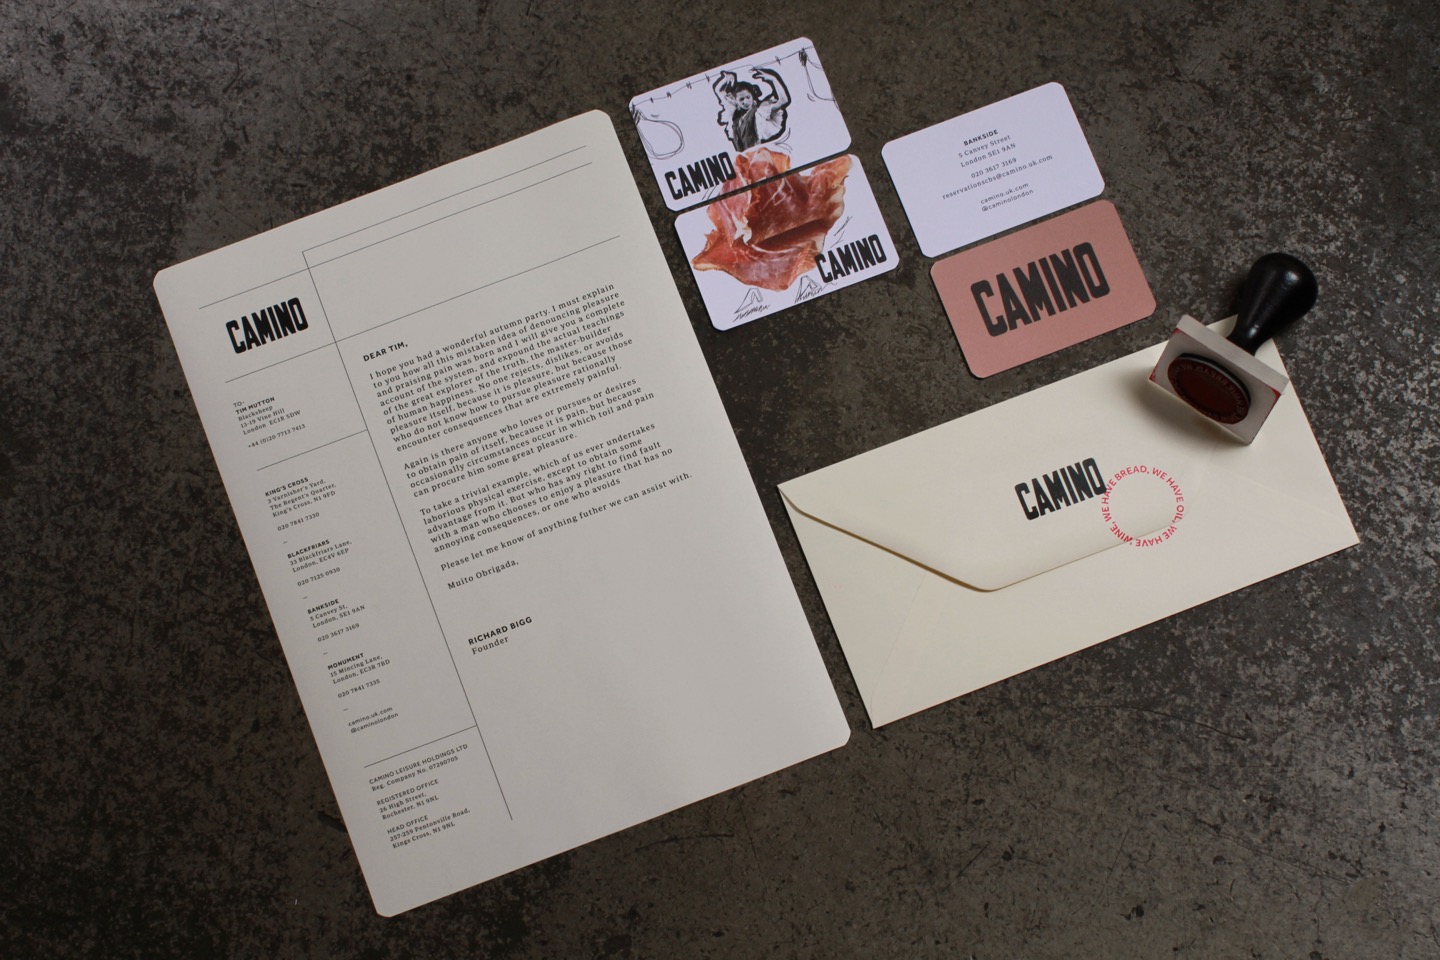 CAMINO
TO-
TIM MUTTON
Blacksheep
13-19 Vine Hill
London EC1R 5DW
+44 (0)20 7713 7413
KING'S CROSS
3 Varnisher's Yard,
The Regent's Quarter,
King's Cross, N1 9FD
020 7841 7330
–
BLACKFRIARS
33 Blackfriars Lane,
London, EC4V 6EP
020 7125 0930
–
BANKSIDE
5 Canvey St,
London, SE1 9AN
020 3617 3169
–
MONUMENT
15 Mincing Lane,
London, EC3R 7BD
020 7841 7335
–
camino.uk.com
@caminolondon
CAMINO LEISURE HOLDINGS LTD
Reg. Company No. 07290705
REGISTERED OFFICE
26 High Street,
Rochester, N1 9RL
HEAD OFFICE
257-259 Pentonville Road,
Kings Cross, N1 9NL
DEAR TIM,
I hope you had a wonderful autumn party. I must explain
to you how all this mistaken idea of denouncing pleasure
and praising pain was born and I will give you a complete
account of the system, and expound the actual teachings
of the great explorer of the truth, the master-builder
of human happiness. No one rejects, dislikes, or avoids
pleasure itself, because it is pleasure, but because those
who do not know how to pursue pleasure rationally
encounter consequences that are extremely painful.
Again is there anyone who loves or pursues or desires
to obtain pain of itself, because it is pain, but because
occasionally circumstances occur in which toil and pain
can procure him some great pleasure.
To take a trivial example, which of us ever undertakes
laborious physical exercise, except to obtain some
advantage from it. But who has any right to find fault
with a man who chooses to enjoy a pleasure that has no
annoying consequences, or one who avoids
Please let me know of anything futher we can assist with.
Muito Obrigada,
RICHARD BIGG
Founder
CAMINO
CAMINO
BANKSIDE
5 Canvey Street
London SE1 9AN
020 3617 3169
reservationscbs@camino.uk.com
camino.uk.com
@caminolondon
CAMINO
CAMINO
WE HAVE BREAD, WE HAVE OIL, WE HAVE WINE,